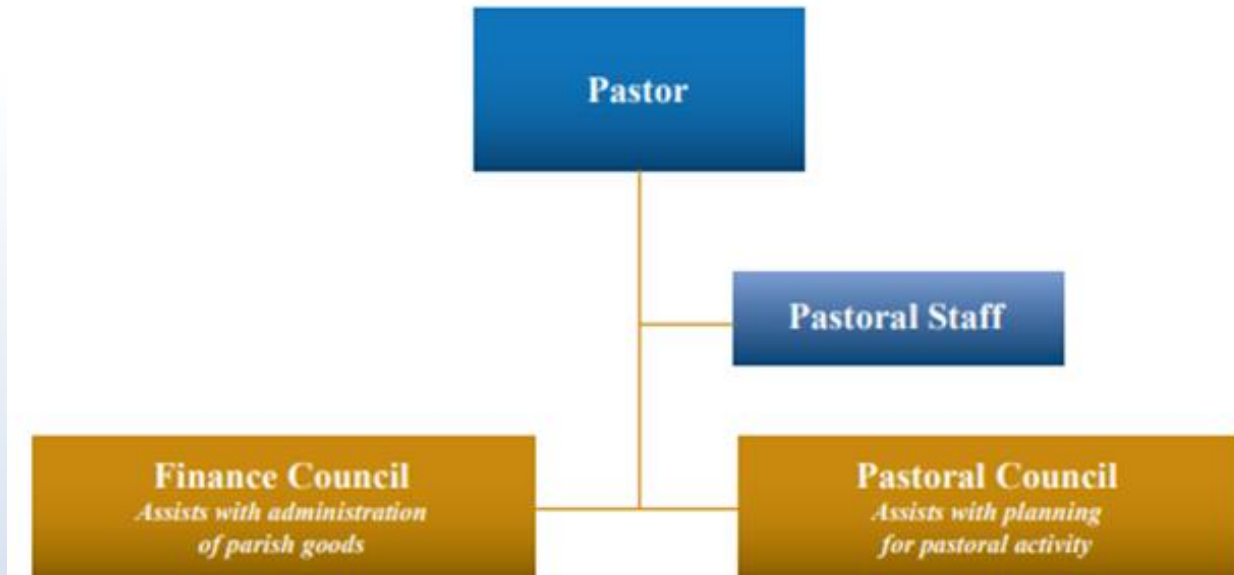 Pastor
Pastoral Staff
Finance Council
Assists with administration
of parish goods
Pastoral Council
Assists with planning
for pastoral activity